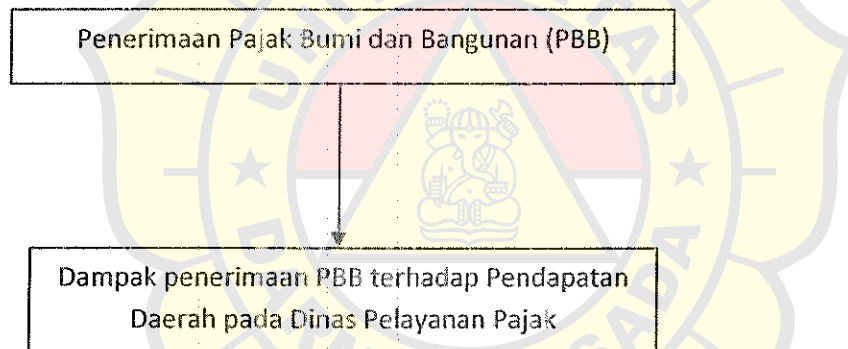 Penerimaan Pajak Bumi dan Bangunan (PBB)
Dampak penerimaan PBB terhadap Pendapatan
Daerah pada Dinas Pelayanan Pajak